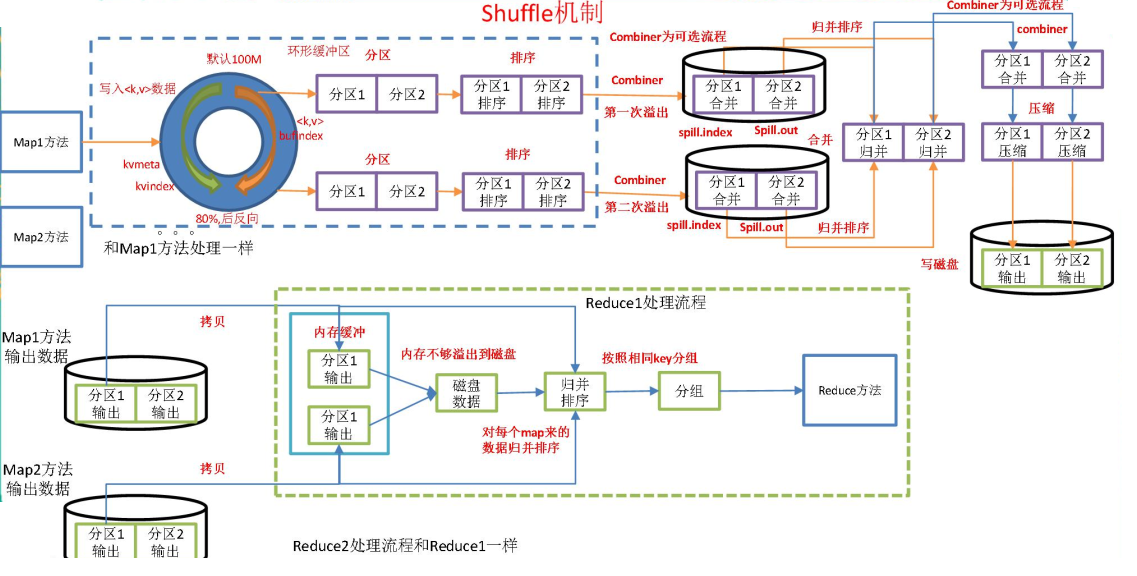 Shuffle机制
Combiner为可选流程
默认100M
环形缓冲区
分区
排序
Combiner为可选流程
归并排序
combiner
写入<k,v>数据
分区1
分区2
分区1
排序
分区2
排序
Combiner
第一次溢出
分区1
合并
分区2
合并
spill.index
Spill.out
分区1
合并
分区2
合并
压缩
Map1方法
<k,v>
bufindex
kvmeta
kvindex
80%,后反向
分区
排序
合并
分区1
归并
分区2
归并
分区1
压缩
分区2
压缩
分区1
分区2
分区1
排序
分区2
排序
Combiner
第二次溢出
分区1
合并
分区2
合并
spill.index
Spill.out
归并排序
Map2方法
。。。
和Map1方法处理一样
写磁盘
分区1
输出
分区2
输出
Reduce1处理流程
Map1方法
输出数据
拷贝
分区1
输出
分区2
输出
内存缓冲
分区1
输出
分区1
输出
内存不够溢出到磁盘
磁盘
数据
归并
排序
对每个map来的
数据归并排序
按照相同key分组
分组
Reduce方法
Map2方法
输出数据
拷贝
分区1
输出
分区2
输出
Reduce2处理流程和Reduce1一样